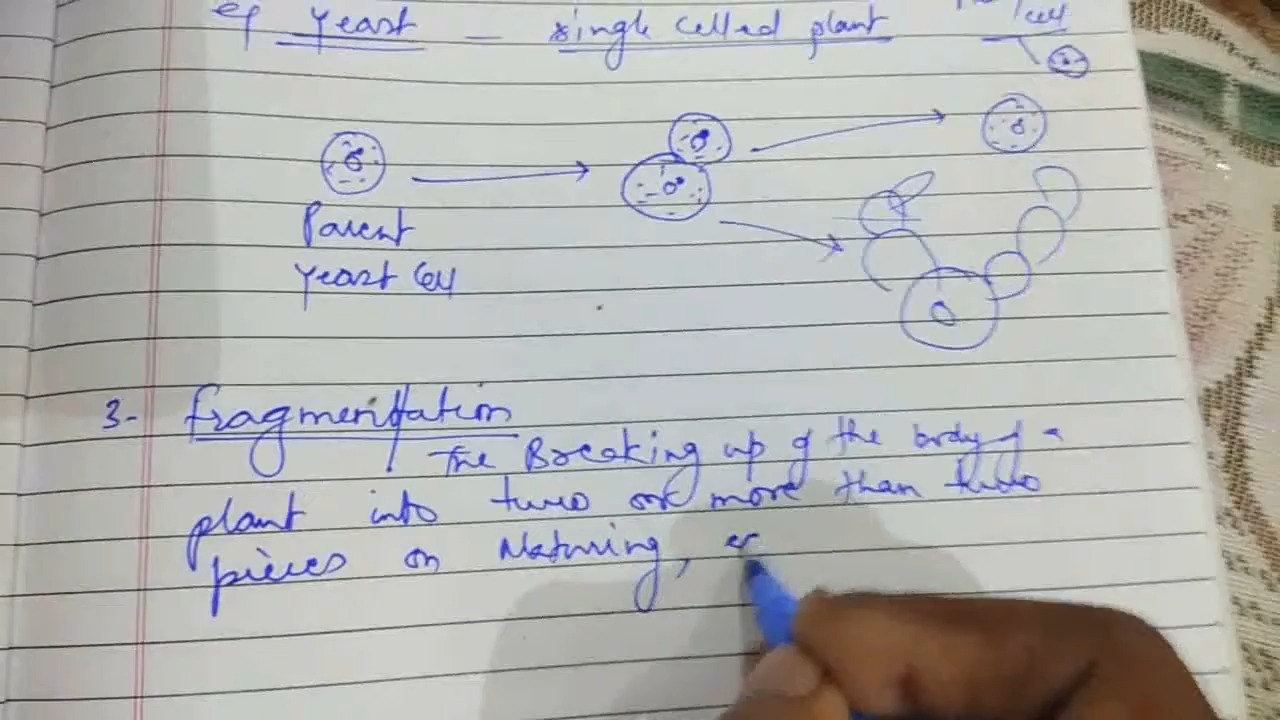 eg Yeast – single celled plant
cell
Parent
Yeast Cell
3- fragmentation
The Breaking up of the body of a
plant into two or more than two
pieces on Maturing, e